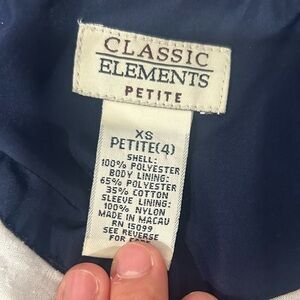 CLASSIC
ELEMENTS
PETITE
XS
PETITE(4)
SHELL:
100% POLYESTER
BODY LINING:
65% POLYESTER
35% COTTON
SLEEVE LINING:
100% NYLON
MADE IN MACAU
RN 15099
SEE REVERSE
FOR